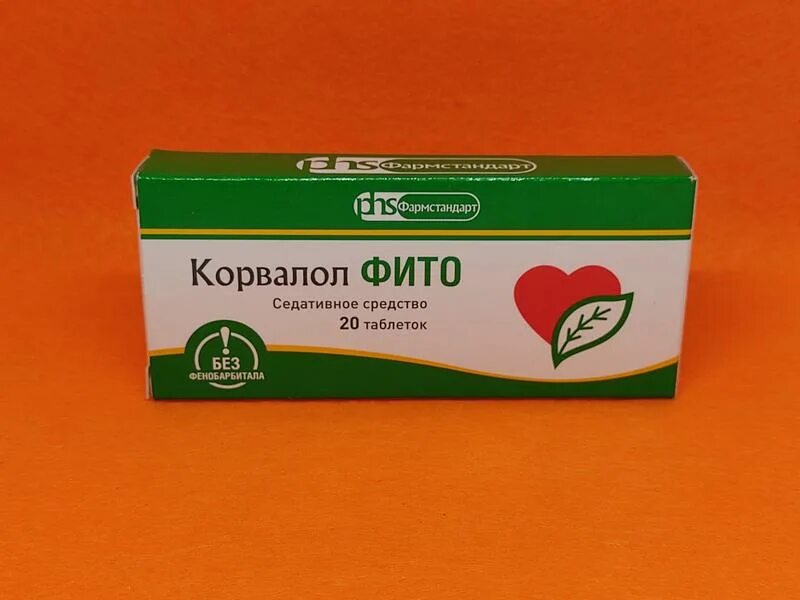 phs Фармстандарт
phs Фармстандарт
Корвалол ФИТО
Седативное средство
20 таблеток
БЕЗ
ФЕНОБАРБИТАЛА